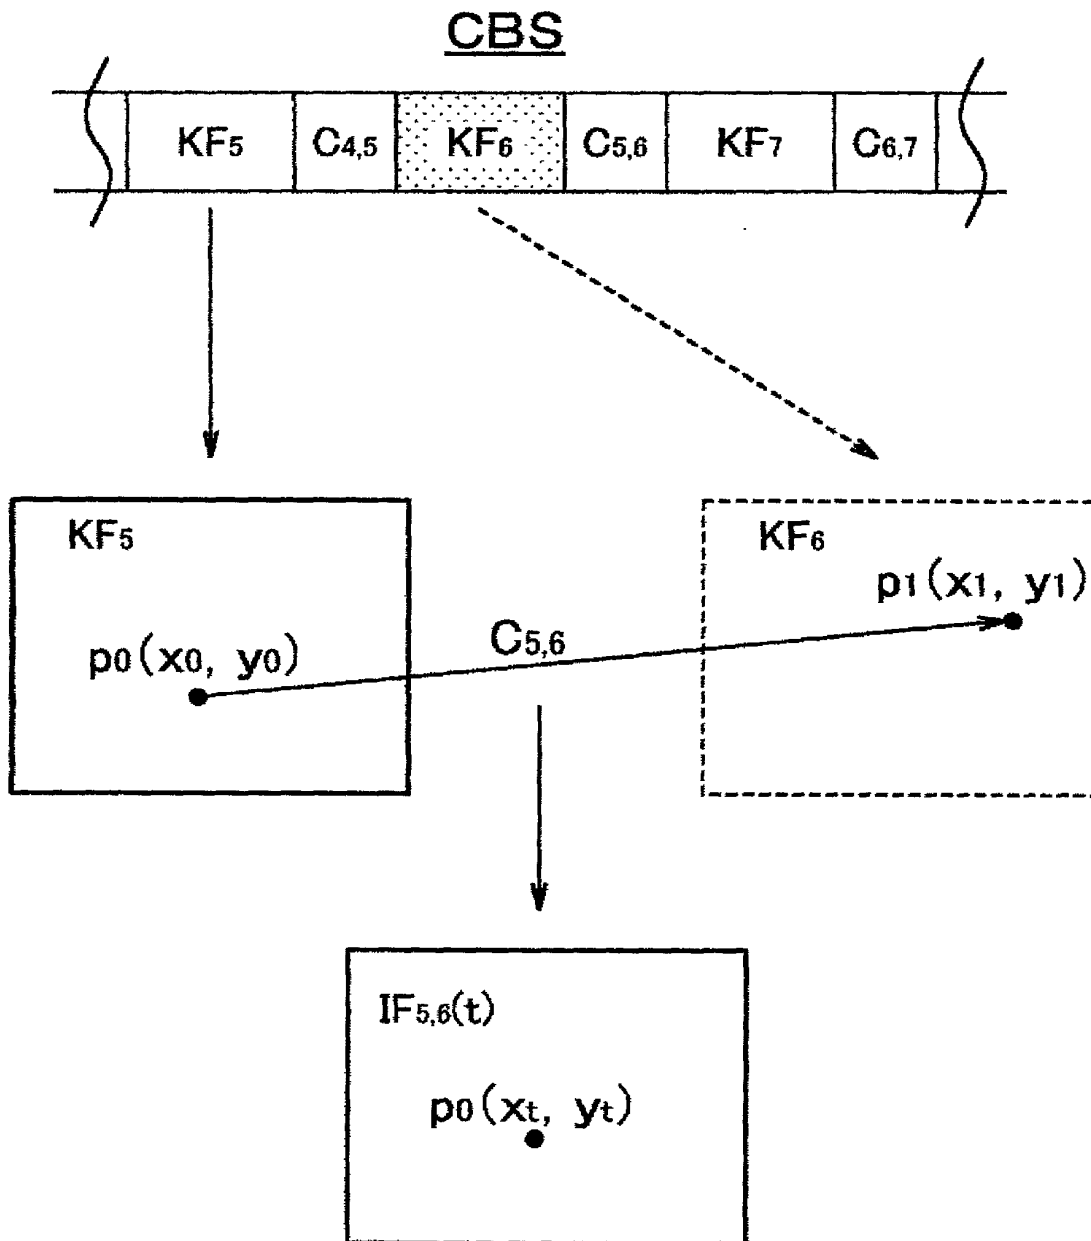 CBS
KF5 C4,5 KF6 C5,6 KF7 C6,7
KF5
KF6
p1(x1, y1)
C5,6
p0(x0, y0)
IF5,6(t)
p0(xt, yt)